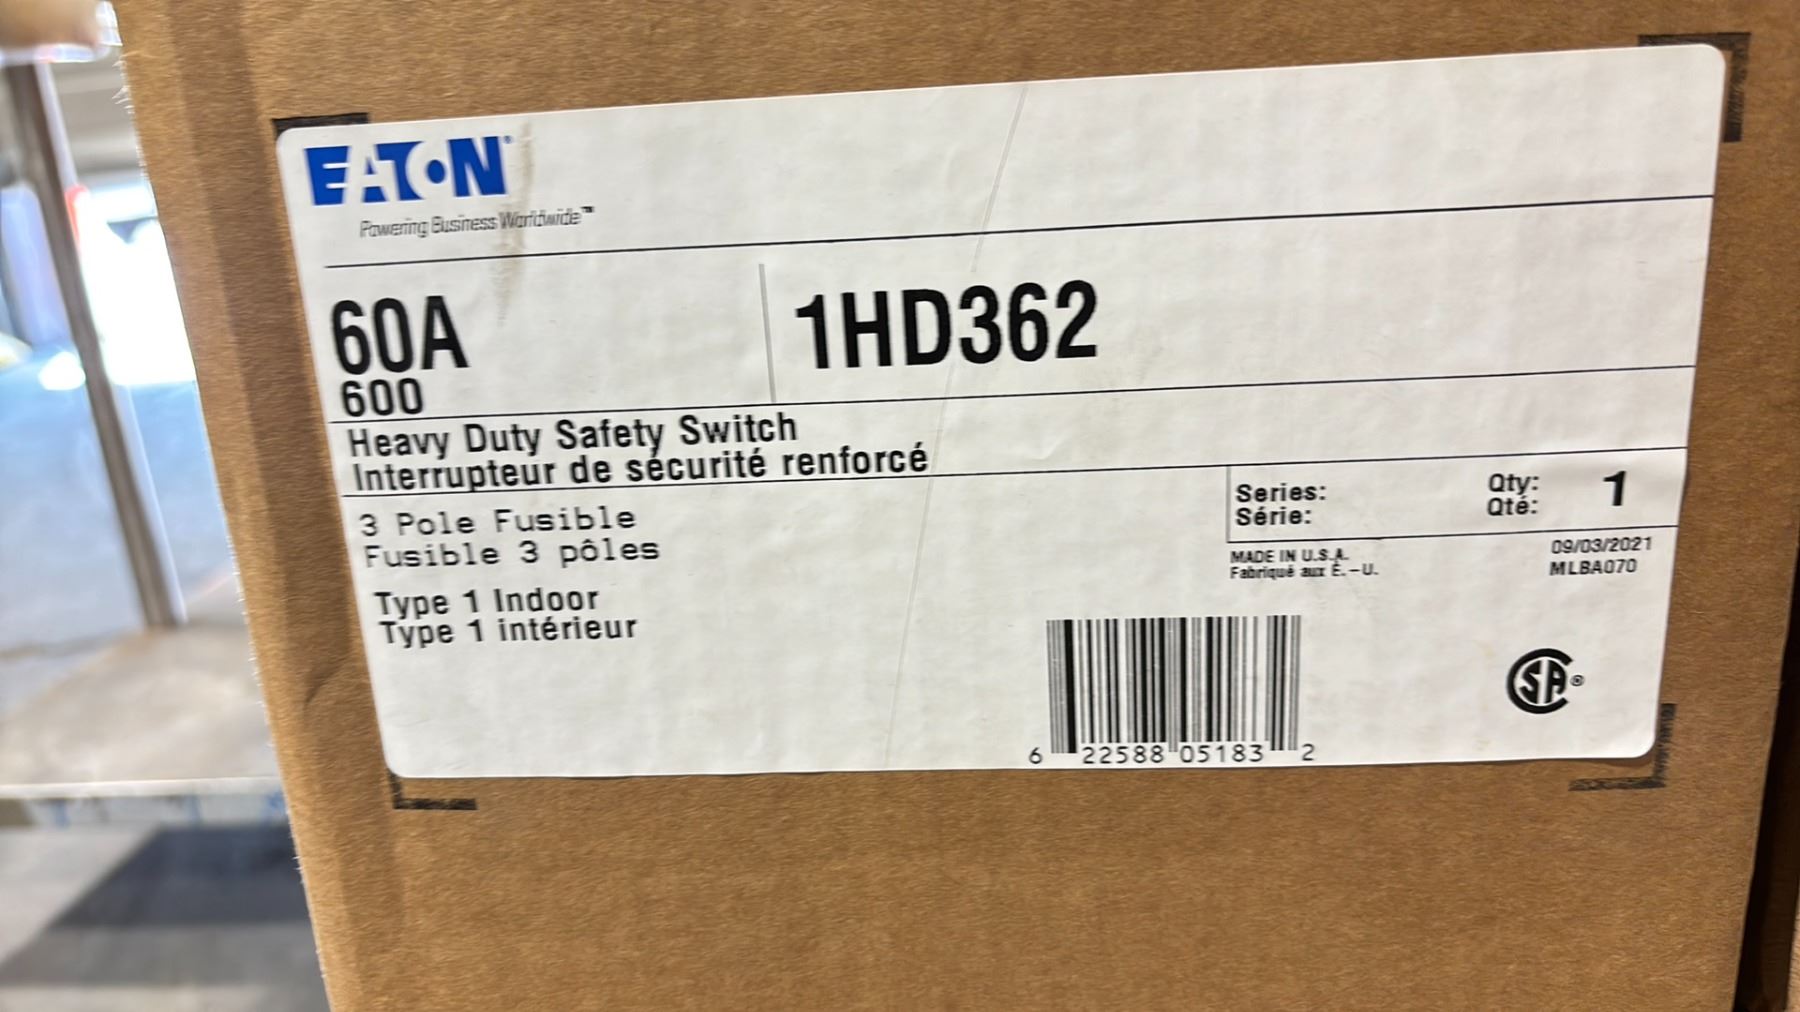 EATON
Powering Business Worldwide™
60A
600
1HD362
Heavy Duty Safety Switch
Interrupteur de sécurité renforcé
3 Pole Fusible
Fusible 3 pôles
Type 1 Indoor
Type 1 intérieur
Series:
Série:
Qty:
Qté:
1
MADE IN U.S.A.
Fabriqué aux É.-U.
09/03/2021
MLBA070
6 22588 05183 2
CSA®